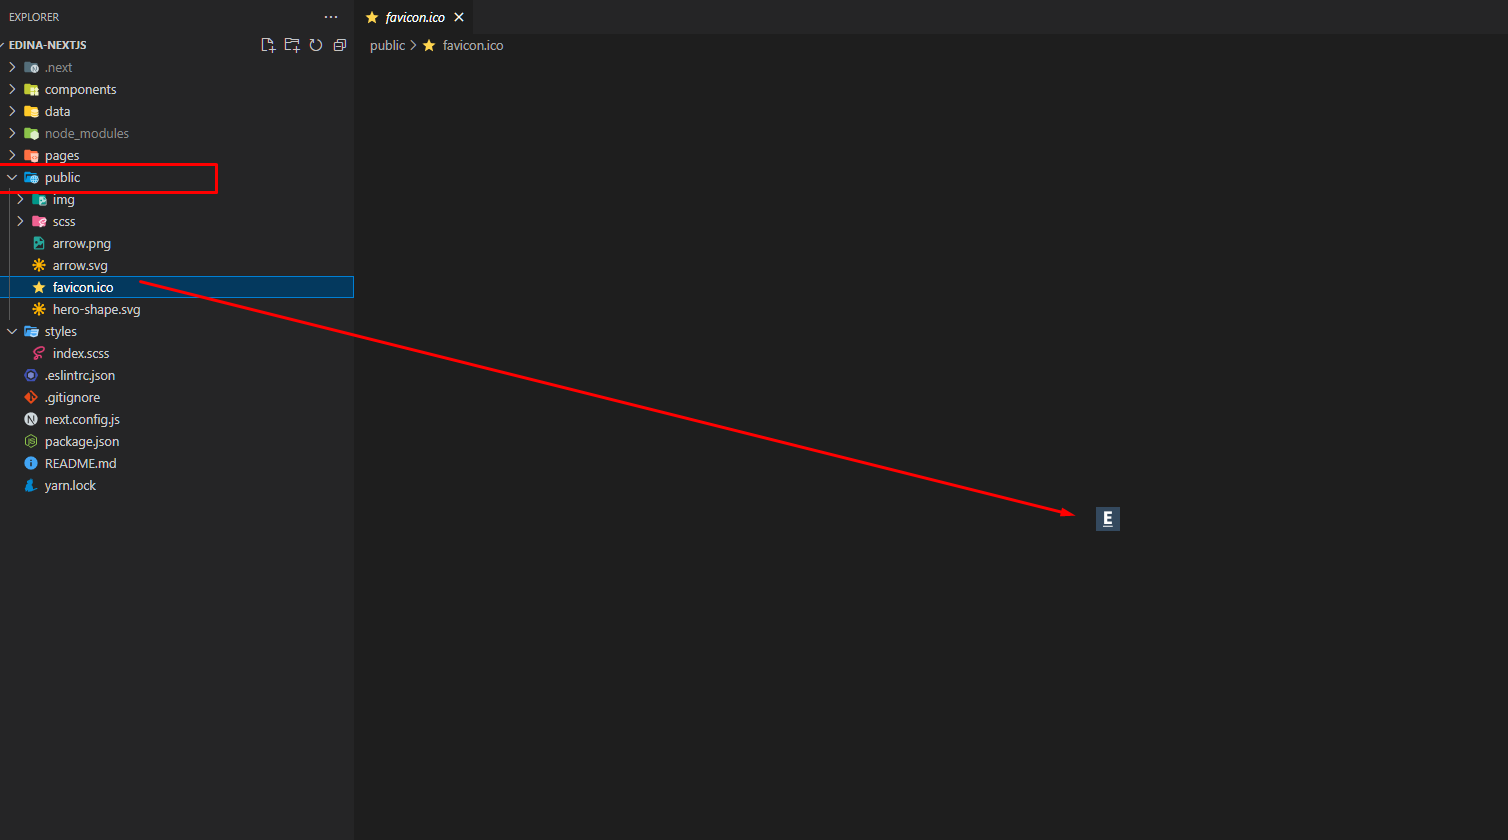 EXPLORER
EDINA-NEXTJS
.next
components
data
node_modules
pages
public
img
scss
arrow.png
arrow.svg
favicon.ico
hero-shape.svg
styles
index.scss
.eslintrc.json
.gitignore
next.config.js
package.json
README.md
yarn.lock
favicon.ico
public > favicon.ico
E